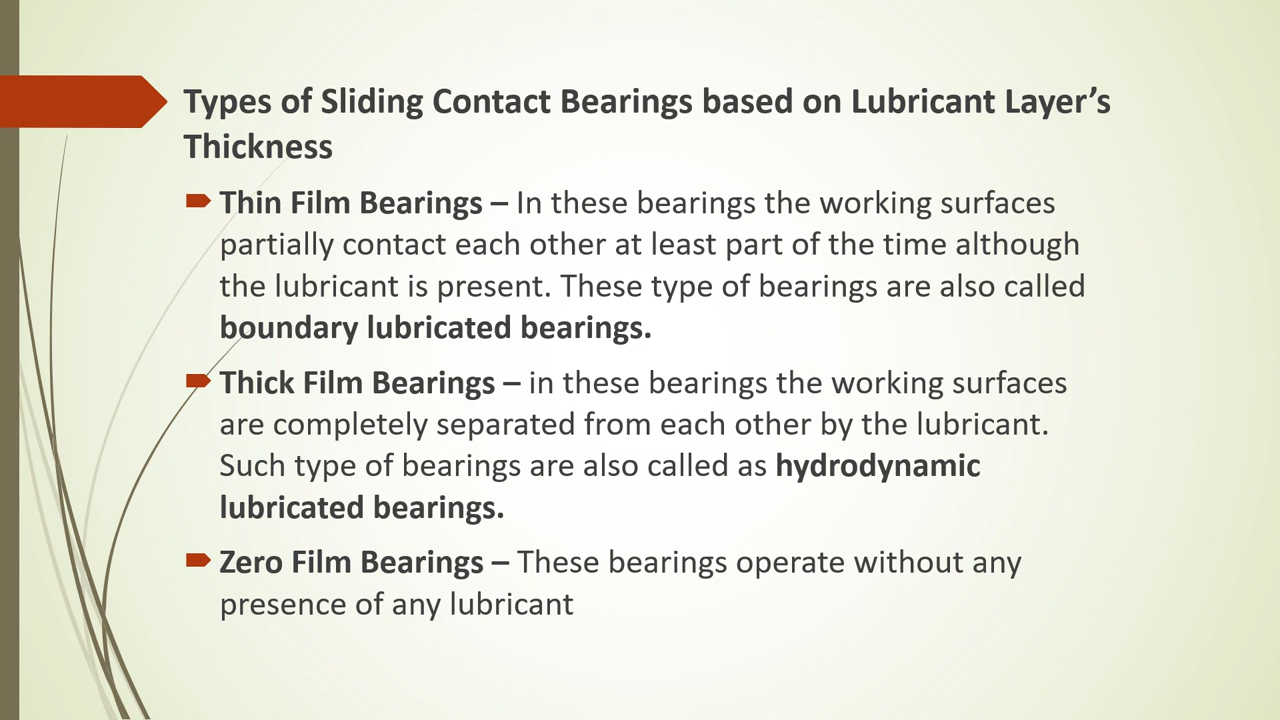 Types of Sliding Contact Bearings based on Lubricant Layer’s
Thickness
Thin Film Bearings – In these bearings the working surfaces
partially contact each other at least part of the time although
the lubricant is present. These type of bearings are also called
boundary lubricated bearings.
Thick Film Bearings – in these bearings the working surfaces
are completely separated from each other by the lubricant.
Such type of bearings are also called as hydrodynamic
lubricated bearings.
Zero Film Bearings – These bearings operate without any
presence of any lubricant